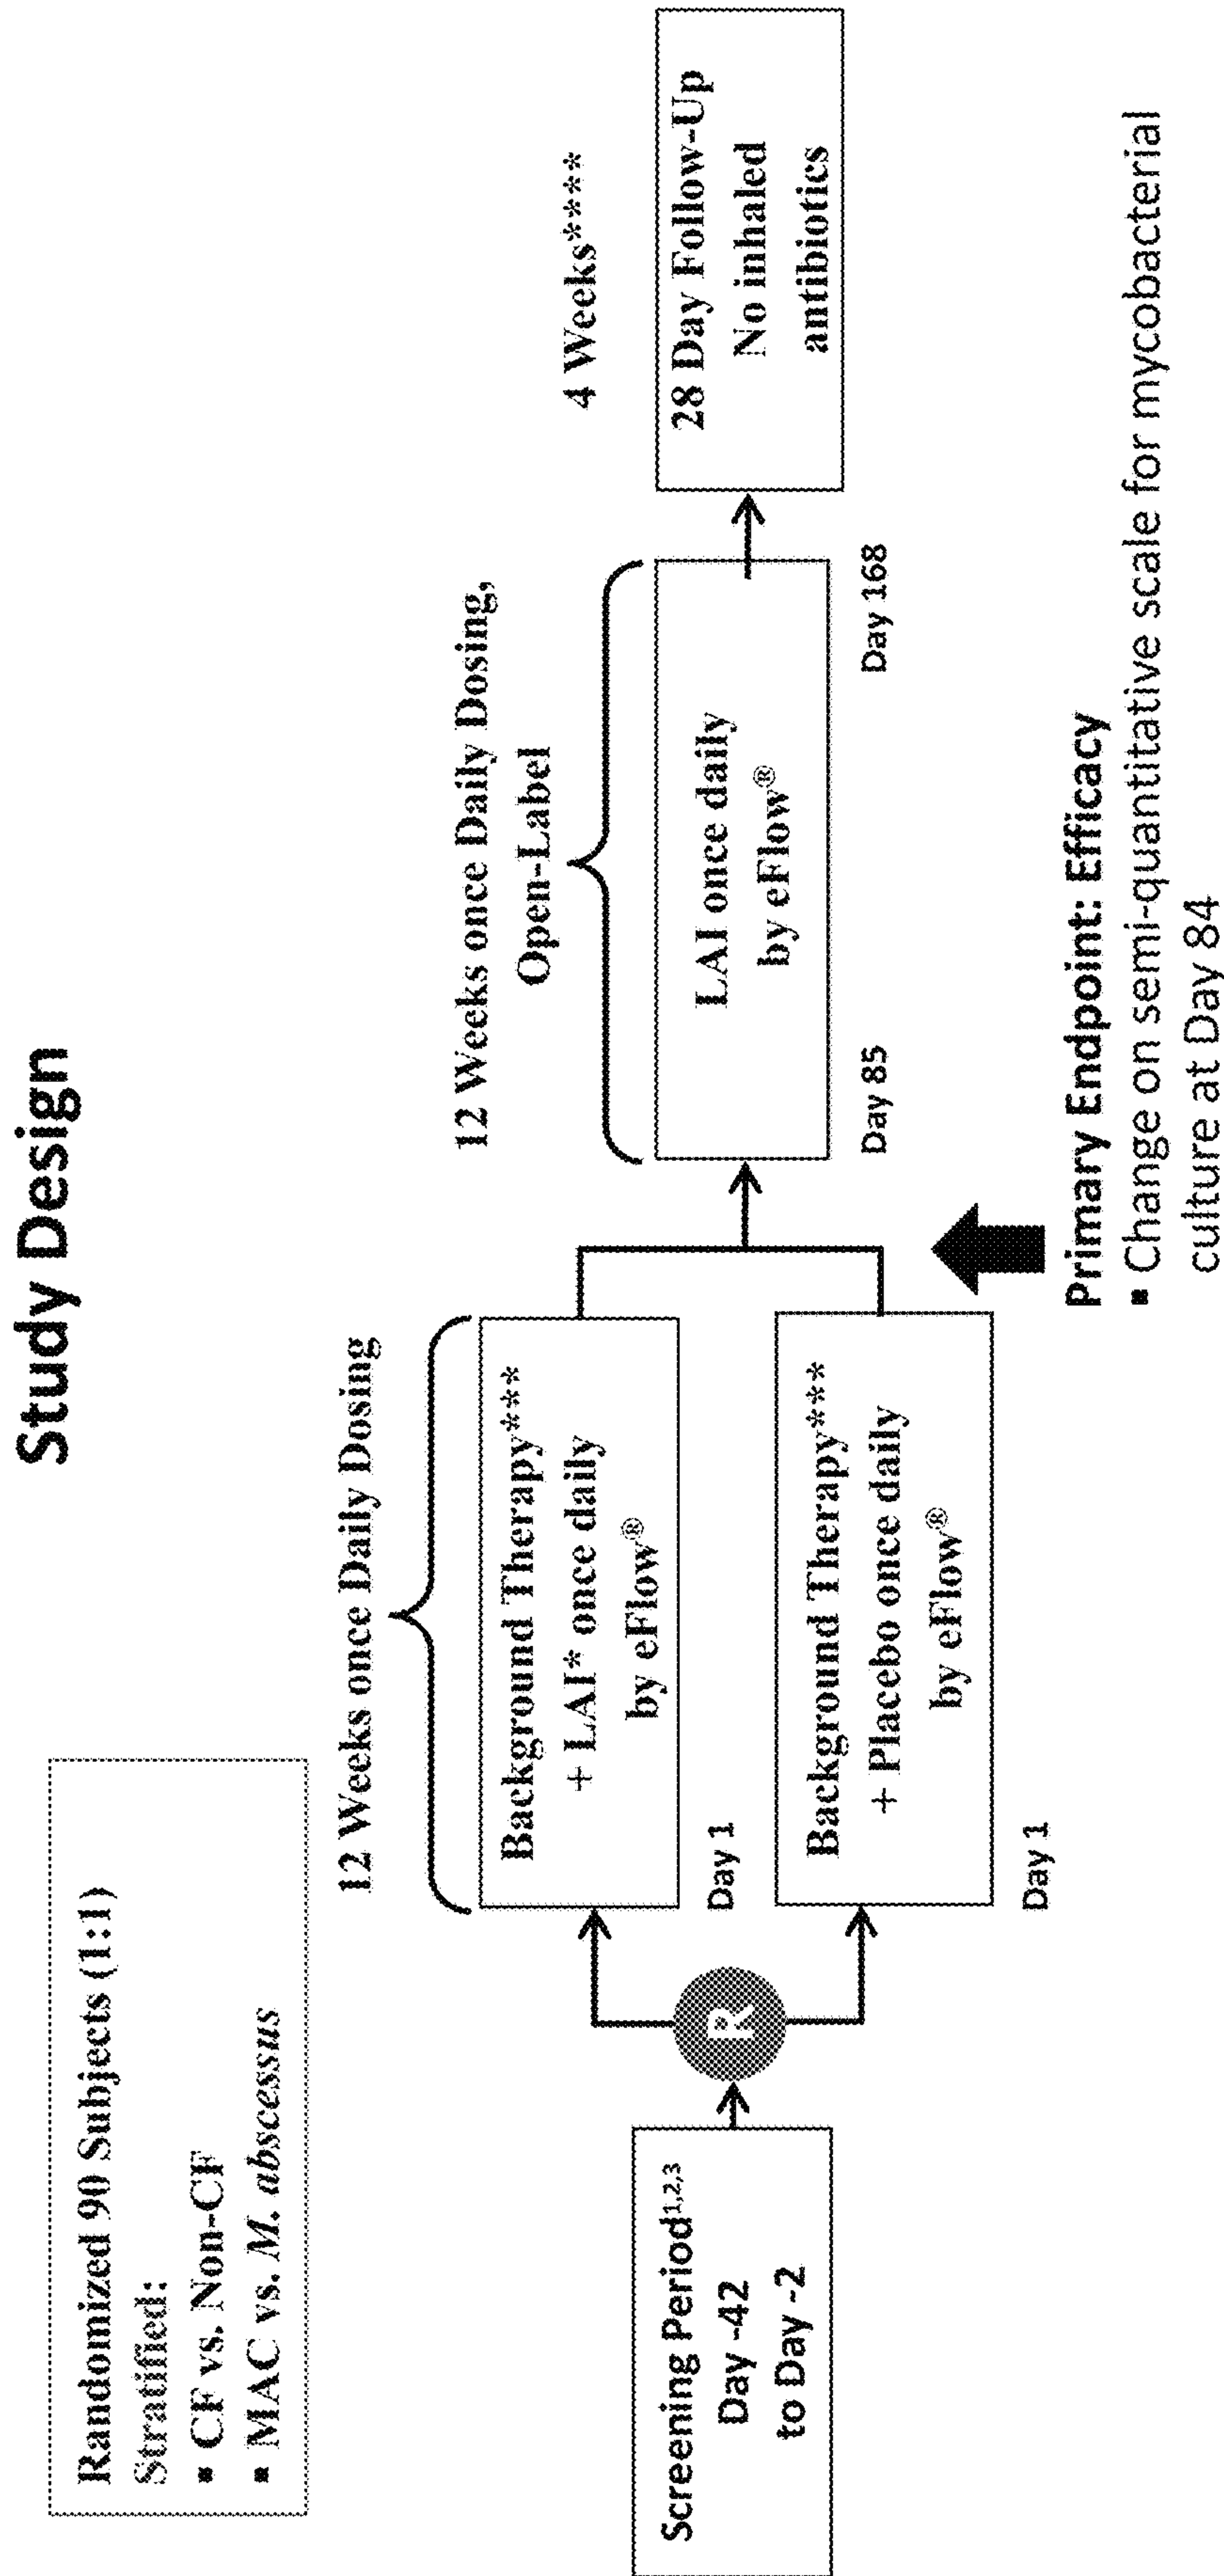 Study Design
Randomized 90 Subjects (1:1)
Stratified:
▪ CF vs. Non-CF
▪ MAC vs. M. abscessus
Screening Period1,2,3
Day -42
to Day -2
R
12 Weeks once Daily Dosing
Background Therapy***
+ LAI* once daily
by eFlow®
Day 1
Background Therapy***
+ Placebo once daily
by eFlow®
Day 1
12 Weeks once Daily Dosing,
Open-Label
LAI once daily
by eFlow®
Day 85
Day 168
4 Weeks****
28 Day Follow-Up
No inhaled
antibiotics
Primary Endpoint: Efficacy
▪ Change on semi-quantitative scale for mycobacterial
culture at Day 84